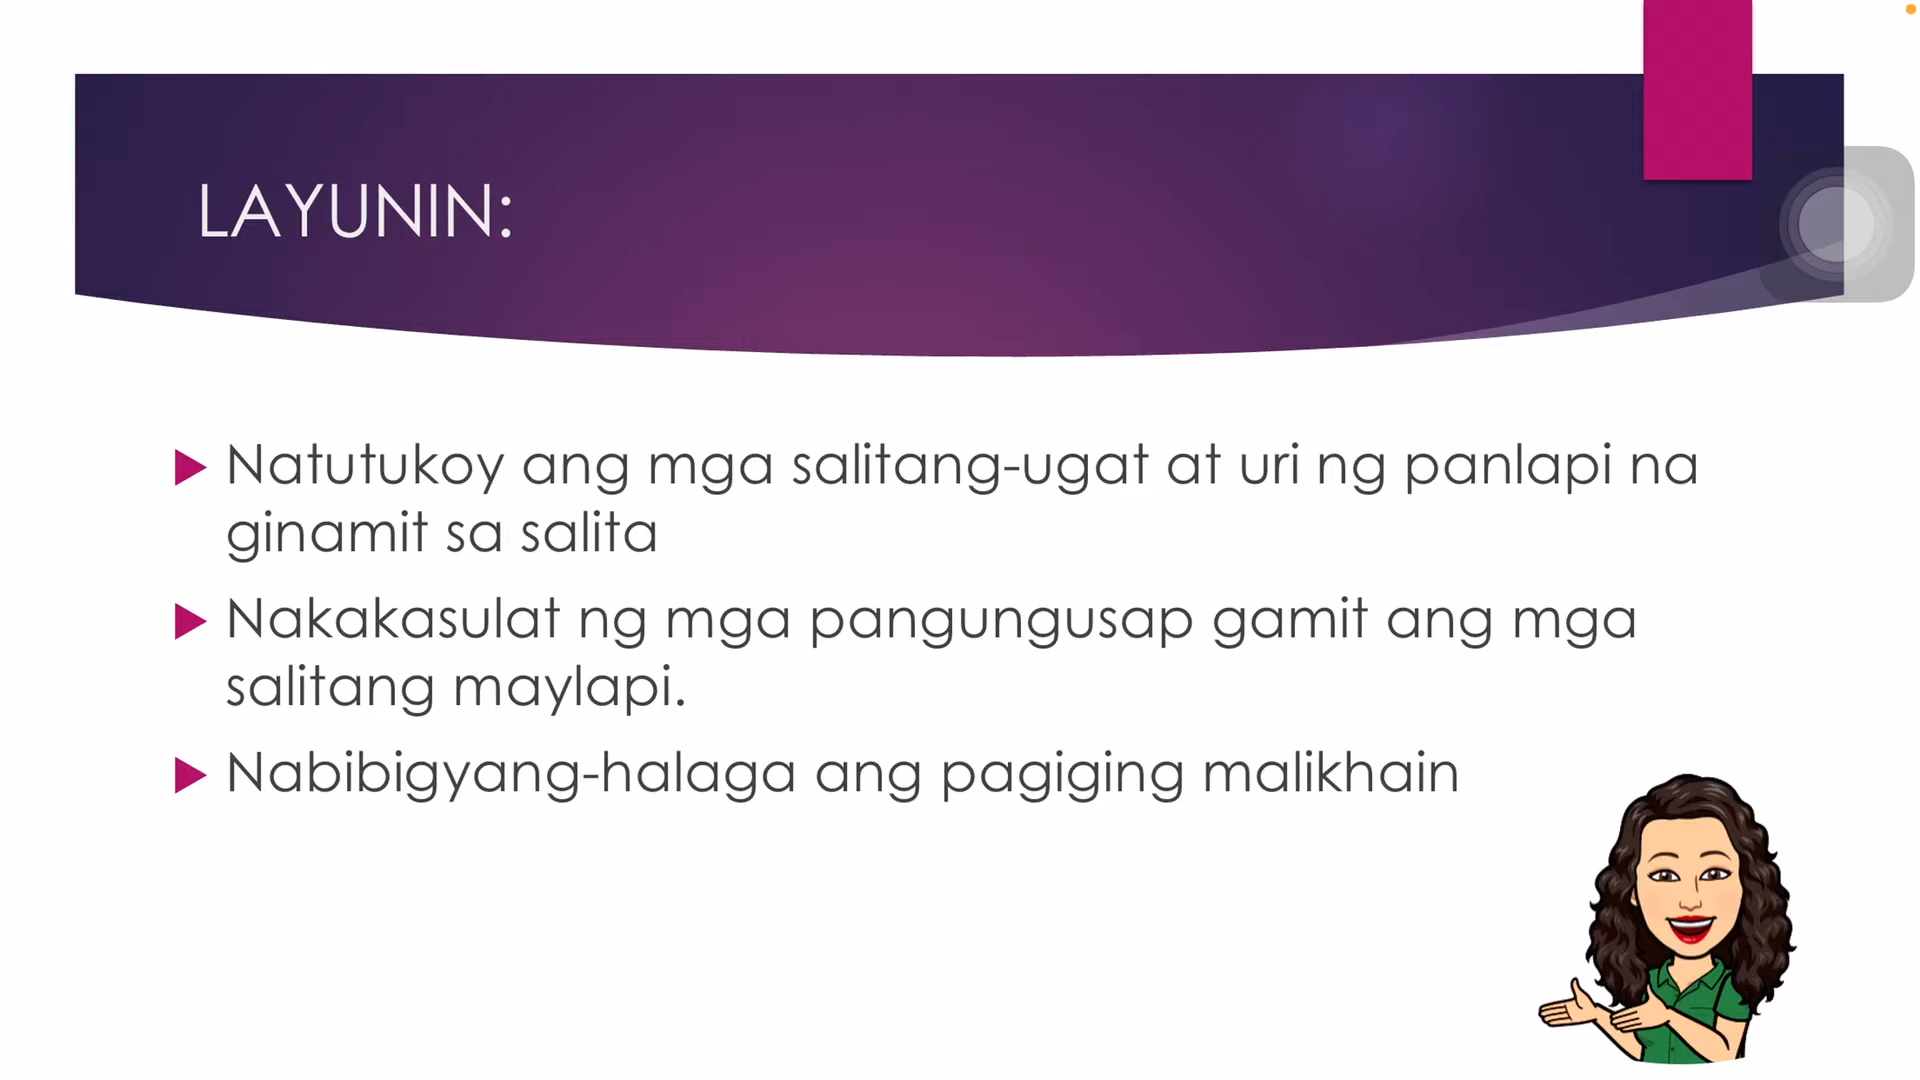 LAYUNIN:
Natutukoy ang mga salitang-ugat at uri ng panlapi na
ginamit sa salita
Nakakasulat ng mga pangungusap gamit ang mga
salitang maylapi.
Nabibigyang-halaga ang pagiging malikhain